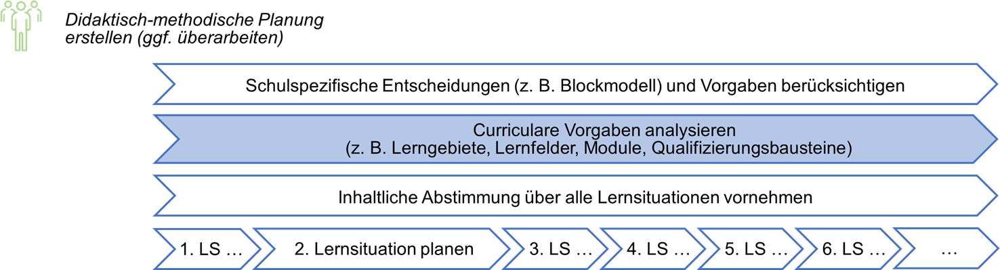 Didaktisch-methodische Planung
erstellen (ggf. überarbeiten)
Schulspezifische Entscheidungen (z. B. Blockmodell) und Vorgaben berücksichtigen
Curriculare Vorgaben analysieren
(z. B. Lerngebiete, Lernfelder, Module, Qualifizierungsbausteine)
Inhaltliche Abstimmung über alle Lernsituationen vornehmen
1. LS … 2. Lernsituation planen 3. LS … 4. LS … 5. LS … 6. LS … …